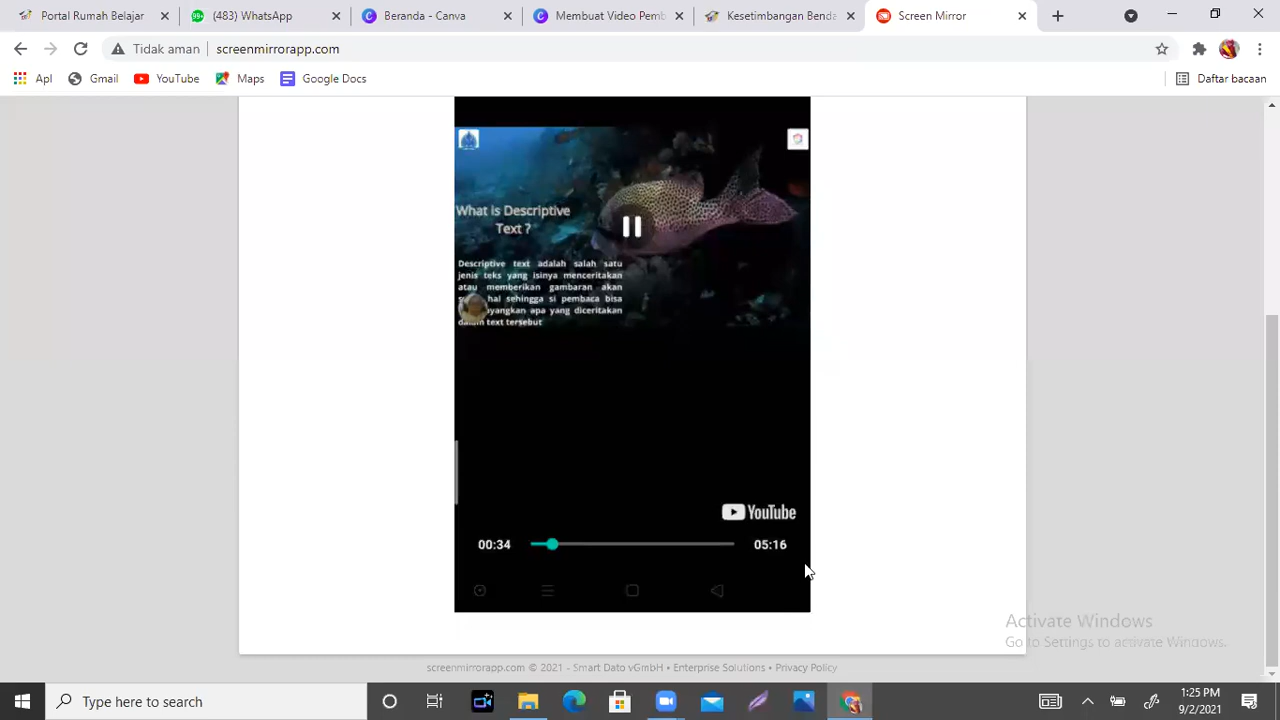 Portal Rumah Belajar
(483) WhatsApp
Beranda - Canva
Membuat Video Pemb
Kesetimbangan Benda
Screen Mirror
Tidak aman
screenmirrorapp.com
Apl
Gmail
YouTube
Maps
Google Docs
Daftar bacaan
What is Descriptive
Text ?
Descriptive text adalah salah satu
jenis teks yang isinya menceritakan
atau memberikan gambaran akan
hal sehingga si pembaca bisa
apa yang diceritakan
dalam text tersebut
YouTube
00:34
05:16
Activate Windows
Go to Settings to activate Windows.
screenmirrorapp.com © 2021 - Smart Dato vGmbH • Enterprise Solutions • Privacy Policy
Type here to search
1:25 PM
9/2/2021